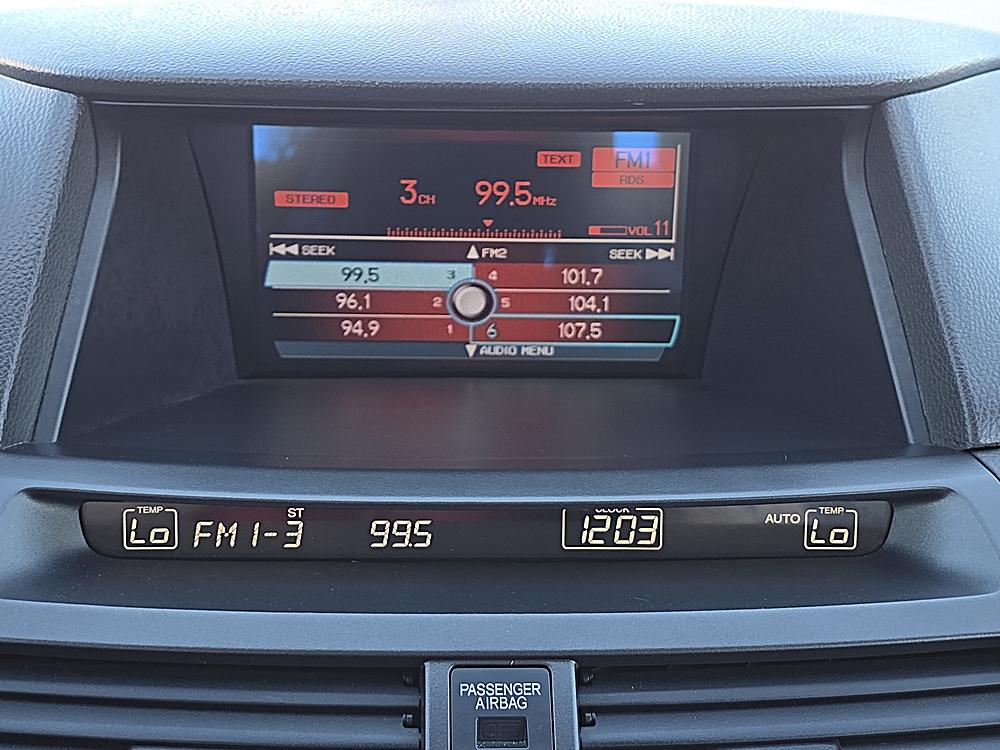 TEXT FM1
RDS
STEREO 3CH 99.5MHz
VOL 11
SEEK FM2 SEEK
99.5 3 4 101.7
96.1 2 5 104.1
94.9 1 6 107.5
AUDIO MENU
TEMP ST CLOCK TEMP
Lo FM1-3 99.5 1203 AUTO Lo
PASSENGER
AIRBAG
OFF